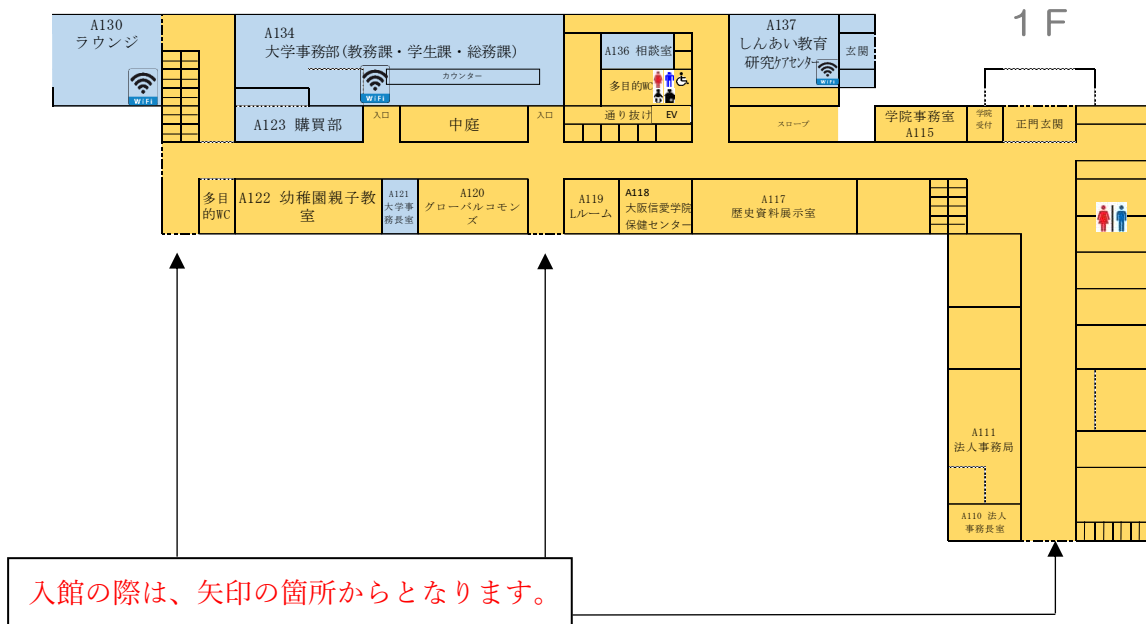 1F
A130
ラウンジ
WiFi
A134
大学事務部(教務課・学生課・総務課)
カウンター
WiFi
A136 相談室
多目的WC
通り抜け
EV
A137
しんあい教育
研究ケアセンター
WiFi
玄関
A123 購買部
入口
中庭
入口
スロープ
学院事務室
A115
学院
受付
正門玄関
多目
的WC
A122 幼稚園親子教
室
A121
大学事
務長室
A120
グローバルコモン
ズ
A119
Lルーム
A118
大阪信愛学院
保健センター
A117
歴史資料展示室
A111
法人事務局
A110 法人
事務長室
入館の際は、矢印の箇所からとなります。